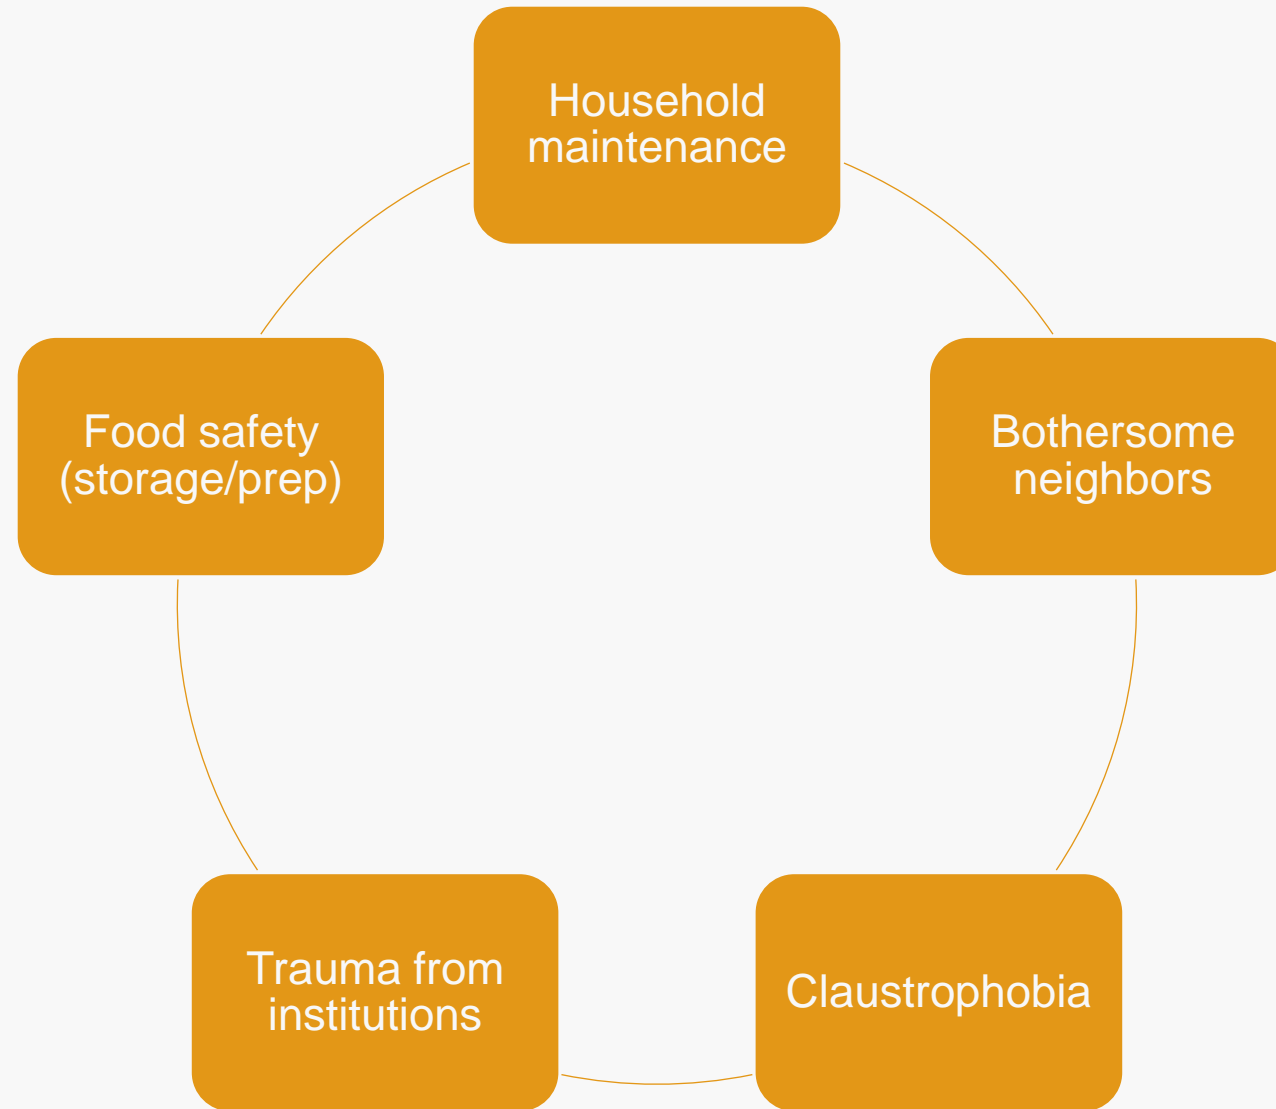 Household
maintenance
Bothersome
neighbors
Claustrophobia
Trauma from
institutions
Food safety
(storage/prep)